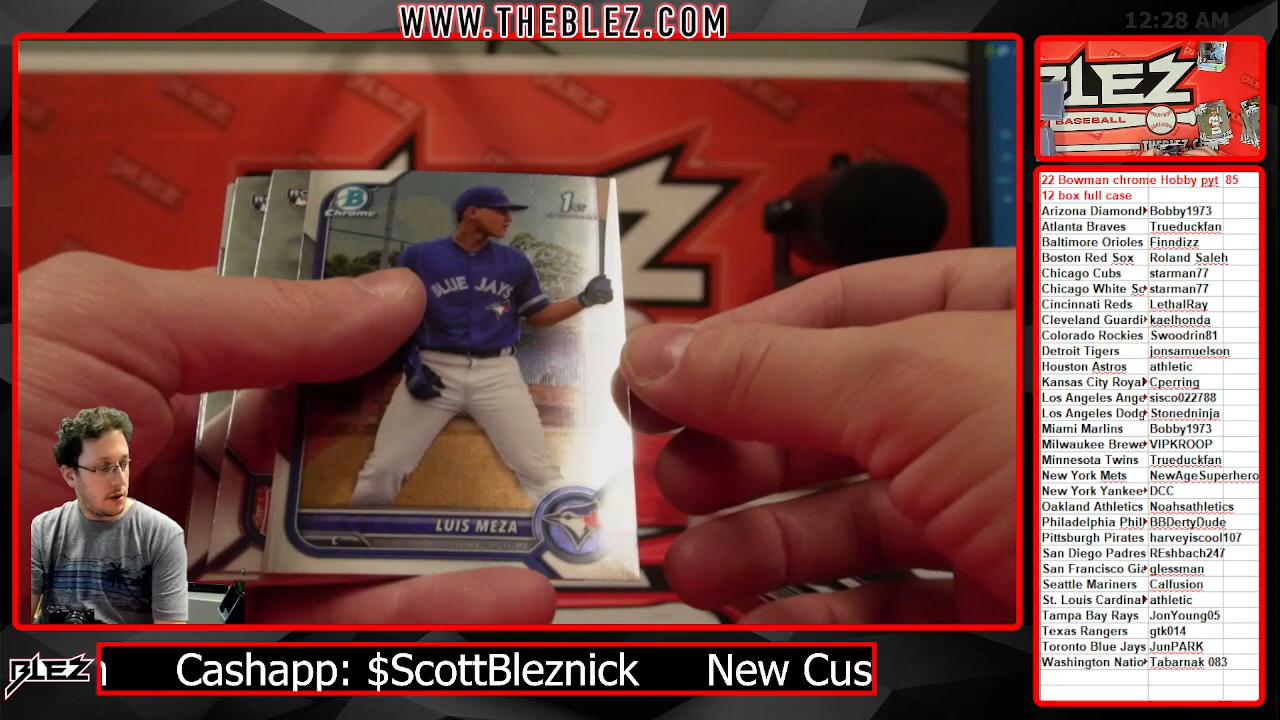 WWW.THEBLEZ.COM
12:28 AM
BLEZ
BASEBALL
B
Chrome
1ST
BLUE JAYS
LUIS MEZA
22 Bowman chrome Hobby pyt 85
12 box full case
Arizona Diamond Bobby1973
Atlanta Braves Trueduckfan
Baltimore Orioles Finndizz
Boston Red Sox Roland Saleh
Chicago Cubs starman77
Chicago White So starman77
Cincinnati Reds LethalRay
Cleveland Guardi kaelhonda
Colorado Rockies Swoodrin81
Detroit Tigers jonsamuelson
Houston Astros athletic
Kansas City Royal Cperring
Los Angeles Ange sisco022788
Los Angeles Dodg Stonedninja
Miami Marlins Bobby1973
Milwaukee Brewe VIPKROOP
Minnesota Twins Trueduckfan
New York Mets NewAgeSuperhero
New York Yankee DCC
Oakland Athletics Noahsathletics
Philadelphia Phil BBDertyDude
Pittsburgh Pirates harveyiscool107
San Diego Padres REshbach247
San Francisco Gia glessman
Seattle Mariners Calfusion
St. Louis Cardinal athletic
Tampa Bay Rays JonYoung05
Texas Rangers gtk014
Toronto Blue Jays JunPARK
Washington Natio Tabarnak 083
BLEZ
Cashapp: $ScottBleznick New Cus